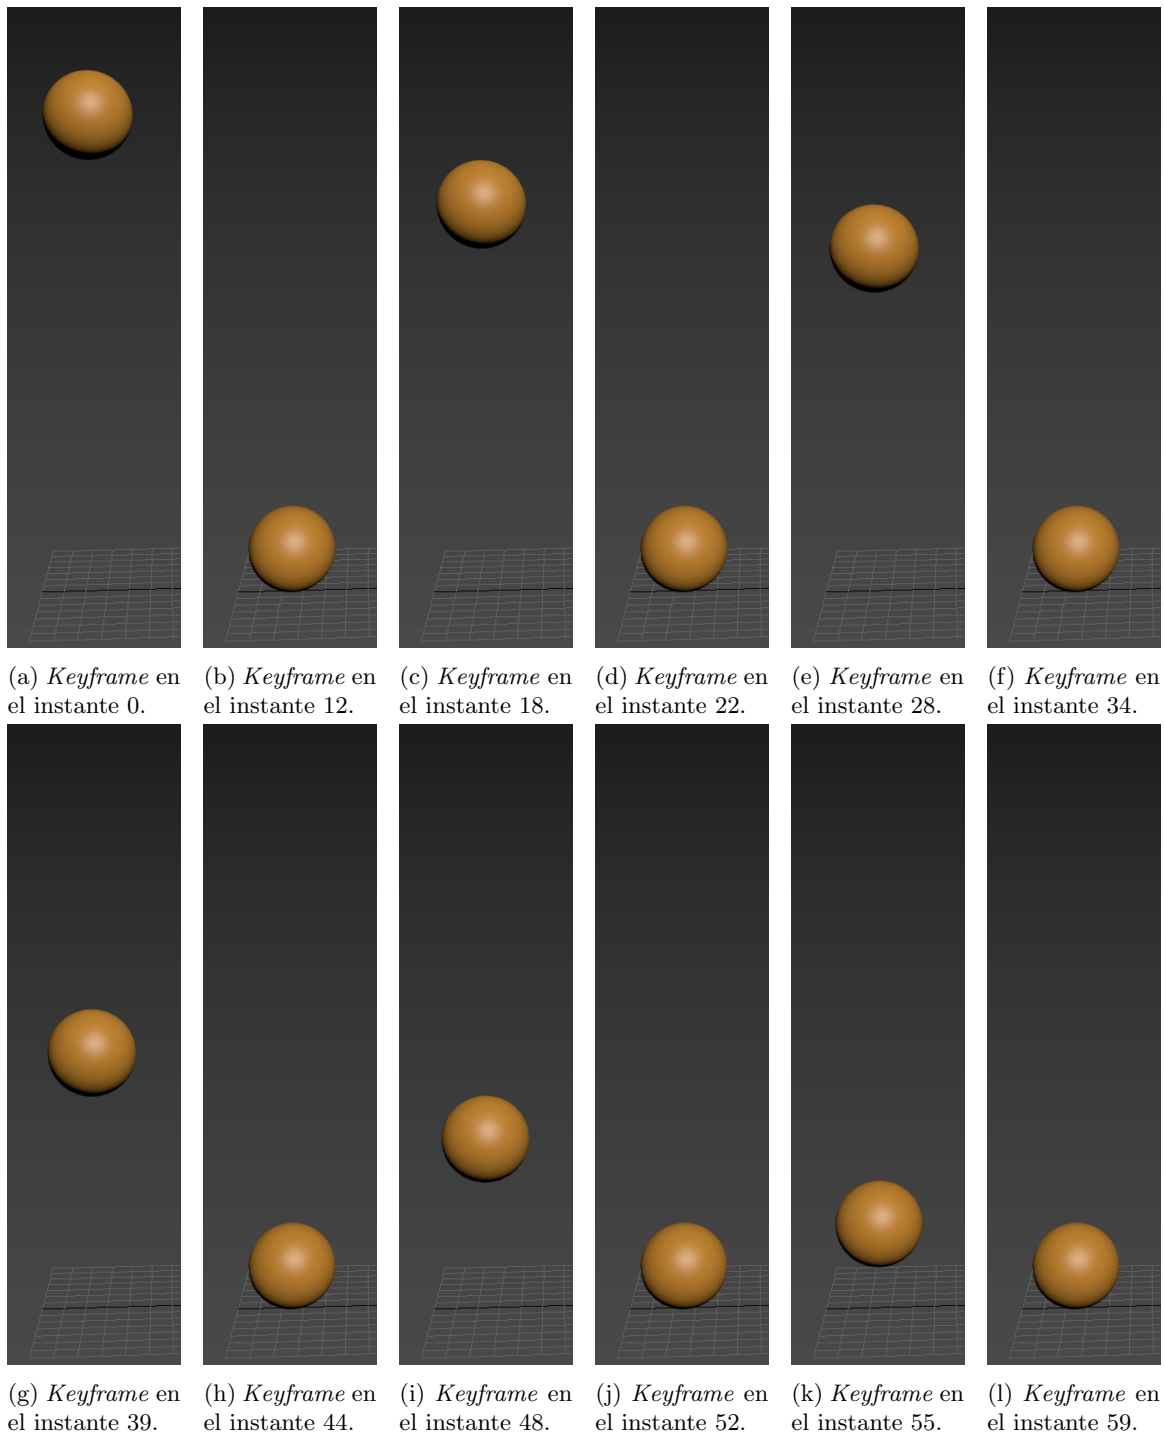 (a) Keyframe en
el instante 0.
(b) Keyframe en
el instante 12.
(c) Keyframe en
el instante 18.
(d) Keyframe en
el instante 22.
(e) Keyframe en
el instante 28.
(f) Keyframe en
el instante 34.
(g) Keyframe en
el instante 39.
(h) Keyframe en
el instante 44.
(i) Keyframe en
el instante 48.
(j) Keyframe en
el instante 52.
(k) Keyframe en
el instante 55.
(l) Keyframe en
el instante 59.